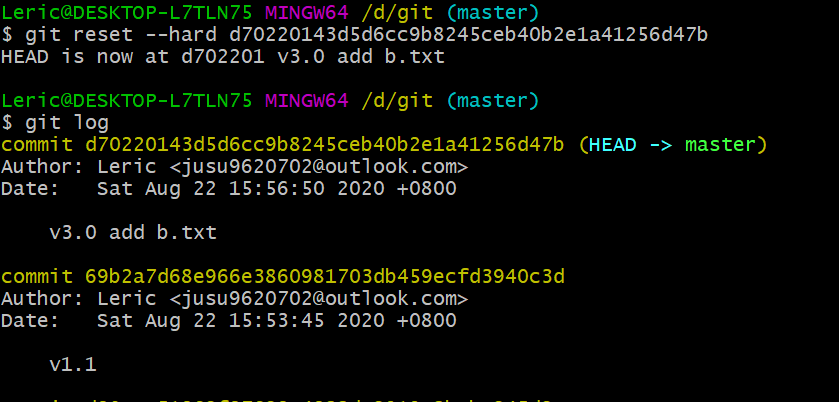 Leric@DESKTOP-L7TLN75 MINGW64 /d/git (master)
$ git reset --hard d70220143d5d6cc9b8245ceb40b2e1a41256d47b
HEAD is now at d702201 v3.0 add b.txt
Leric@DESKTOP-L7TLN75 MINGW64 /d/git (master)
$ git log
commit d70220143d5d6cc9b8245ceb40b2e1a41256d47b (HEAD -> master)
Author: Leric <jusu9620702@outlook.com>
Date:   Sat Aug 22 15:56:50 2020 +0800
v3.0 add b.txt
commit 69b2a7d68e966e3860981703db459ecfd3940c3d
Author: Leric <jusu9620702@outlook.com>
Date:   Sat Aug 22 15:53:45 2020 +0800
v1.1